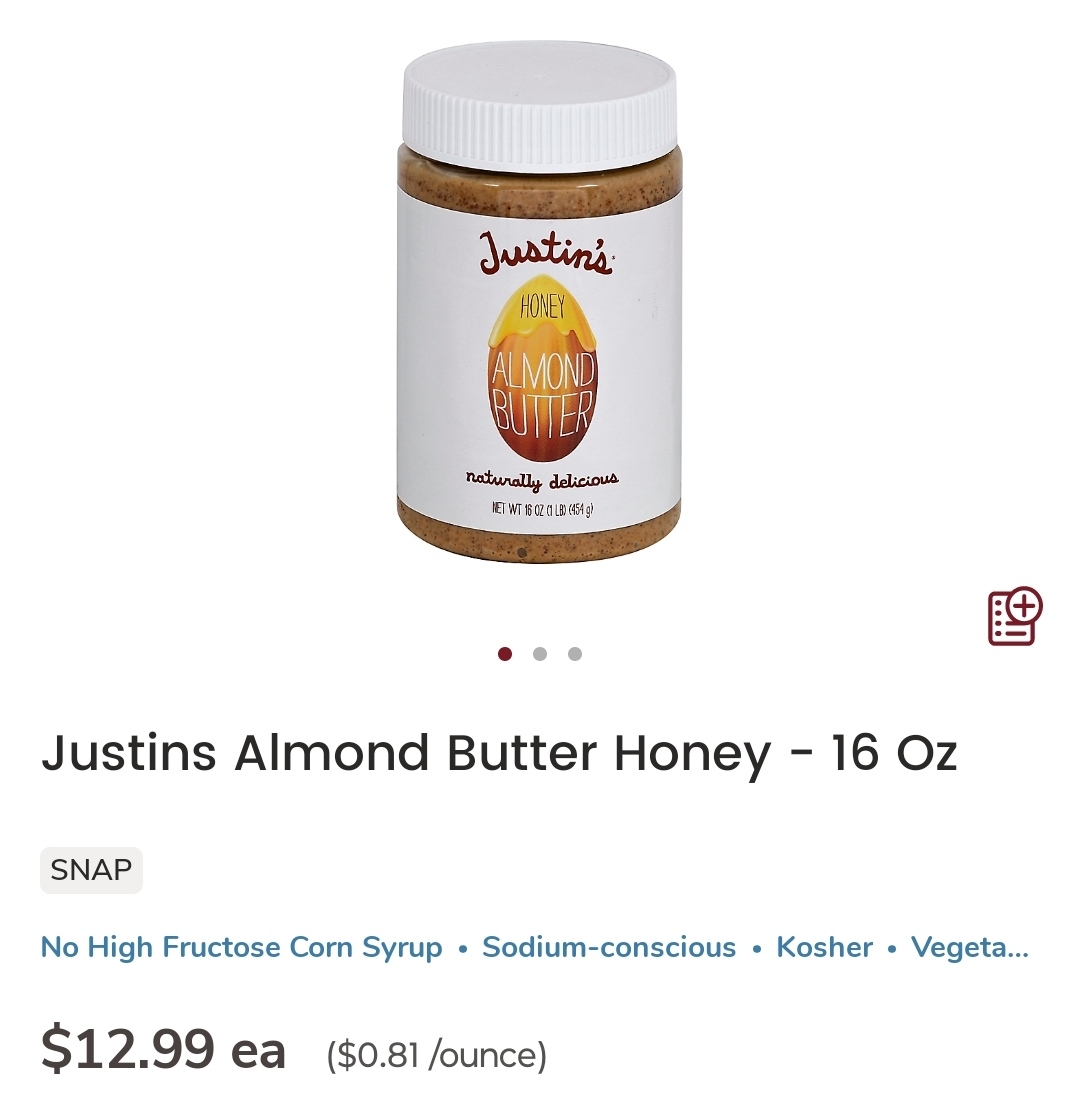 Justin's
HONEY
ALMOND
BUTTER
naturally delicious
NET WT 16 OZ (1 LB) (454 g)
Justins Almond Butter Honey - 16 Oz
SNAP
No High Fructose Corn Syrup • Sodium-conscious • Kosher • Vegeta...
$12.99 ea ($0.81 /ounce)